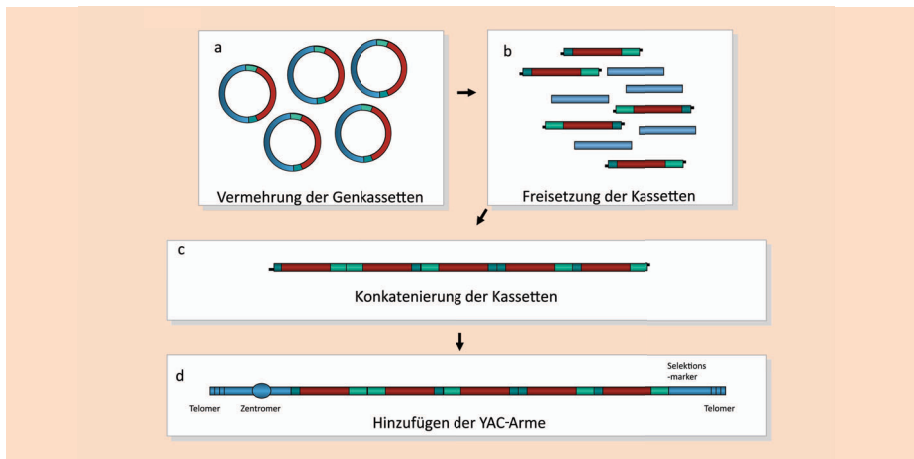 a
Vermehrung der Genkassetten
b
Freisetzung der Kassetten
c
Konkatenierung der Kassetten
d
Telomer
Zentromer
Selektions
-marker
Telomer
Hinzufügen der YAC-Arme